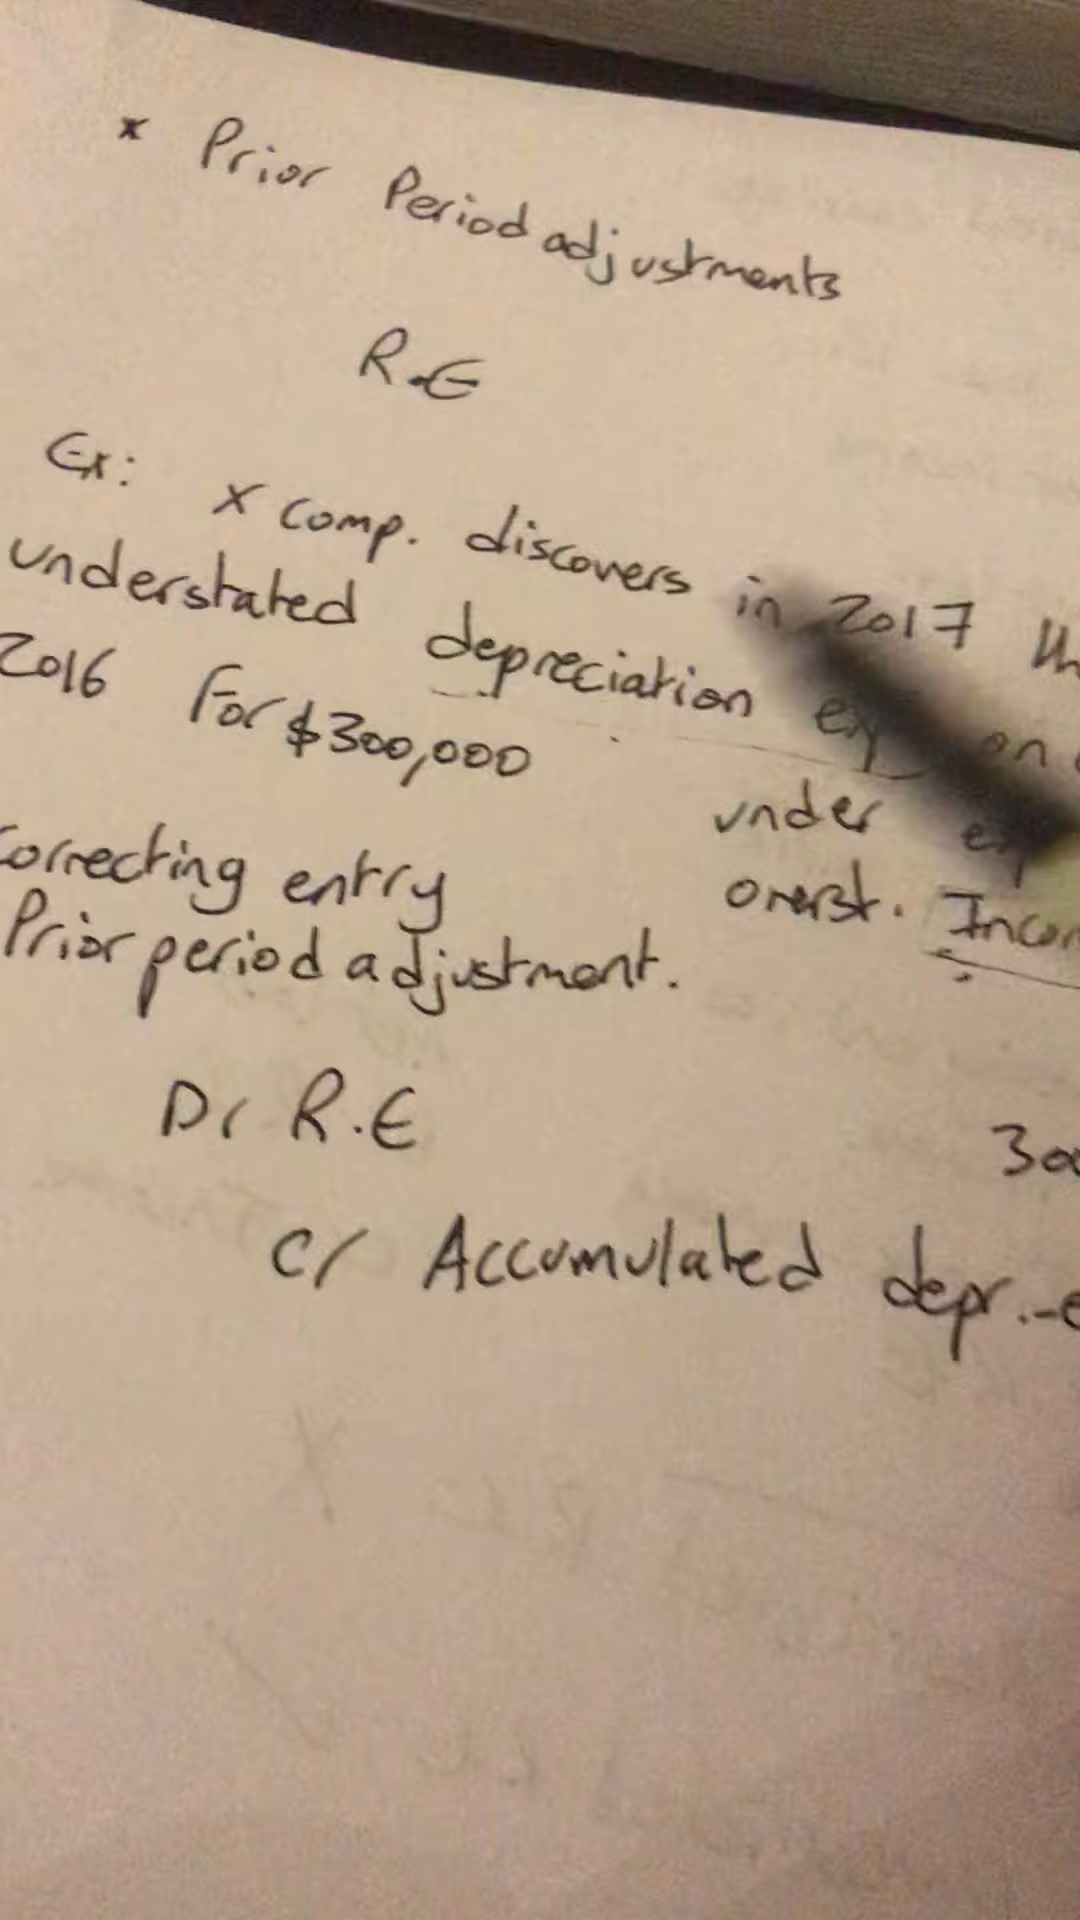 * Prior Period adjustments
R.E
Ex: X comp. discovers in 2017
understated depreciation on
2016 For $300,000
under
Correcting entry
overst.
Prior period adjustment.
Dr R.E
Cr Accumulated depr.-e